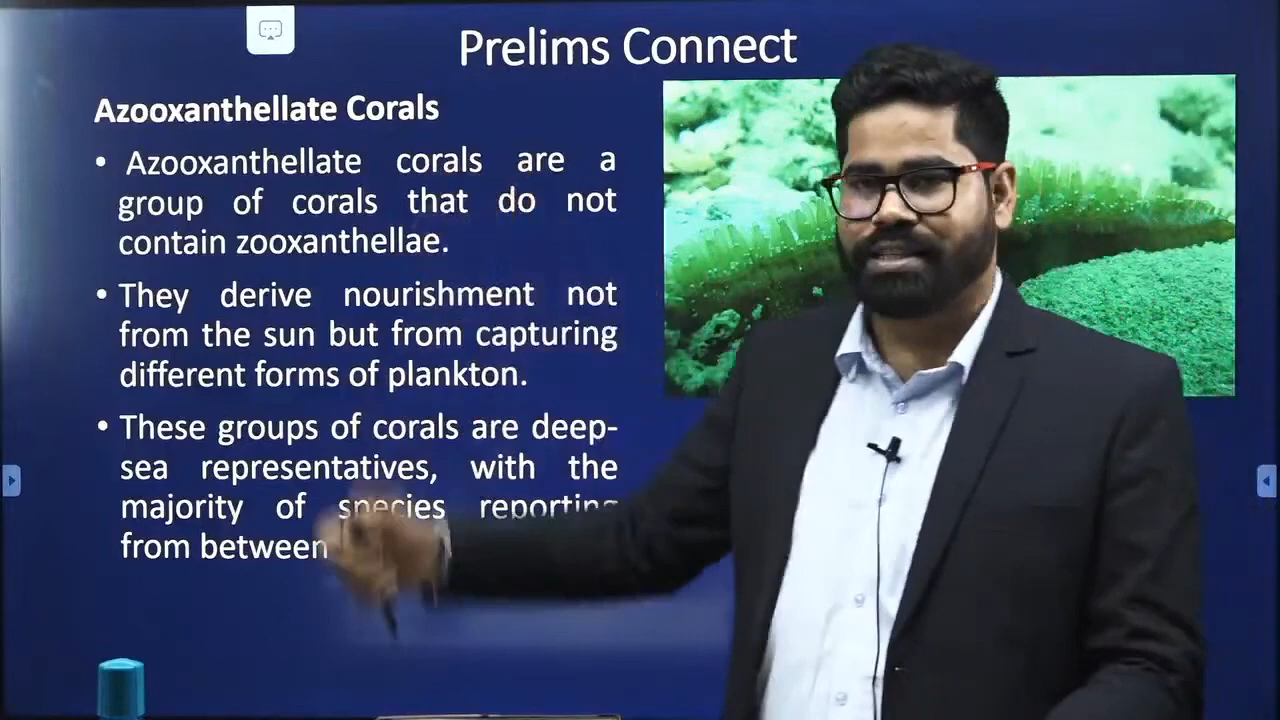 Prelims Connect
Azooxanthellate Corals
• Azooxanthellate corals are a
group of corals that do not
contain zooxanthellae.
• They derive nourishment not
from the sun but from capturing
different forms of plankton.
• These groups of corals are deep-
sea representatives, with the
majority of species reporting
from between